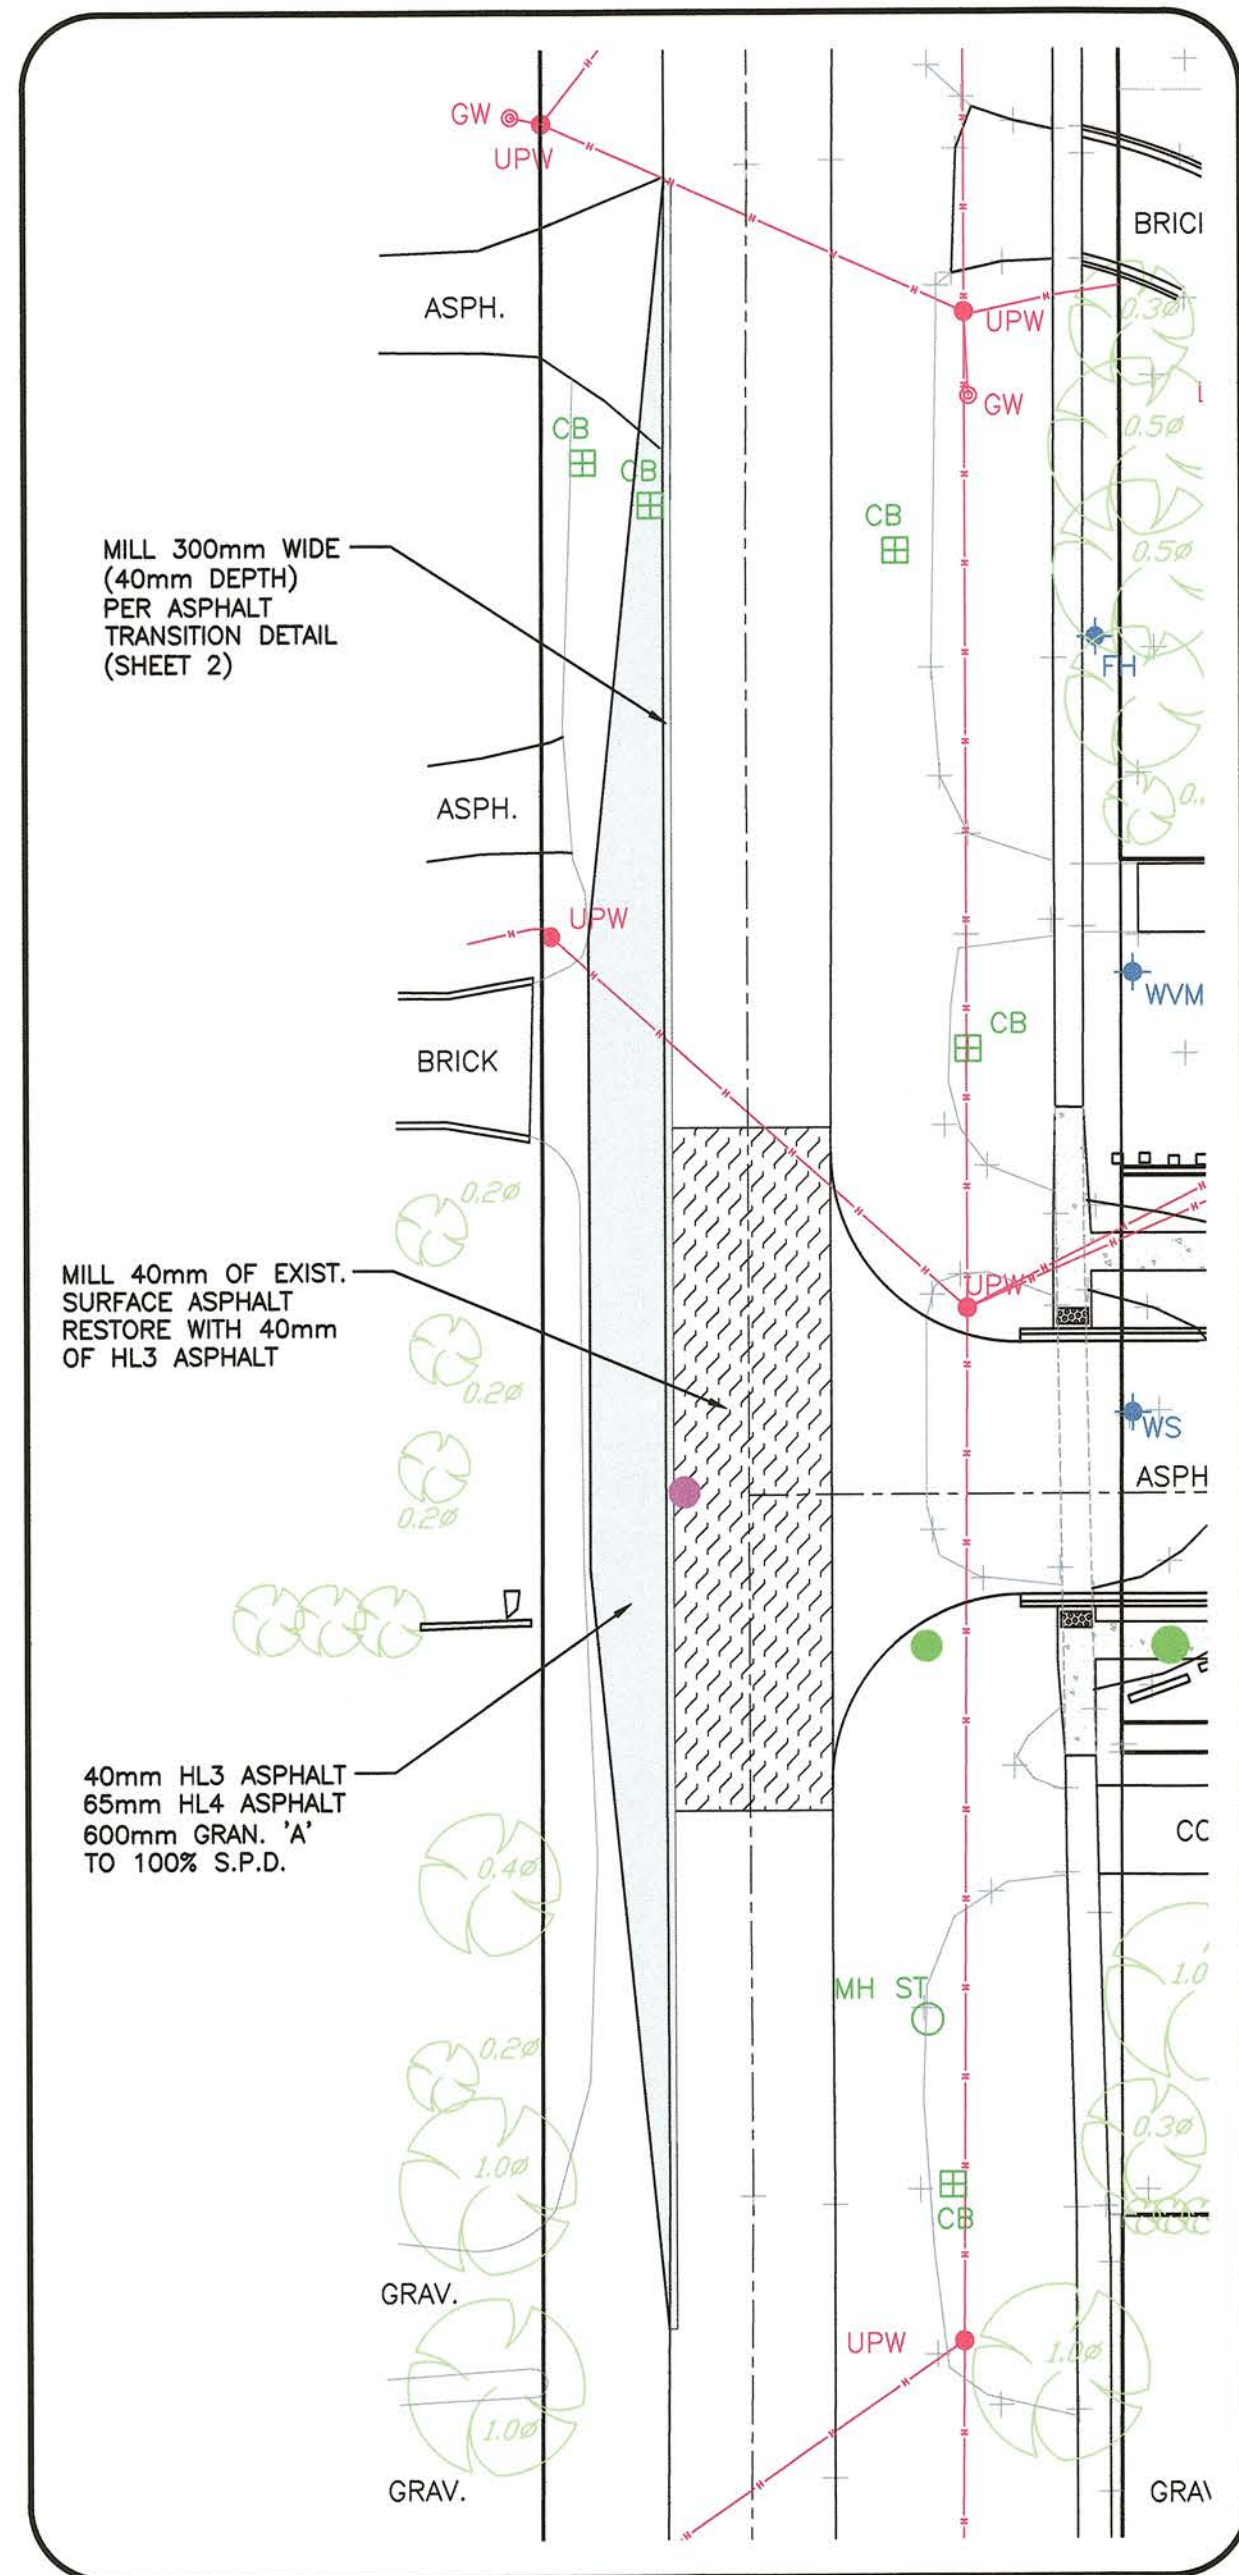 GW
UPW
BRICI
ASPH.
0.3ø
UPW
GW
0.5ø
CB
CB
CB
0.5ø
MILL 300mm WIDE
(40mm DEPTH)
PER ASPHALT
TRANSITION DETAIL
(SHEET 2)
FH
ASPH.
0.
UPW
WVM
CB
BRICK
0.2ø
MILL 40mm OF EXIST.
SURFACE ASPHALT
RESTORE WITH 40mm
OF HL3 ASPHALT
UPW
0.2ø
WS
ASPH
0.2ø
40mm HL3 ASPHALT
65mm HL4 ASPHALT
600mm GRAN. 'A'
TO 100% S.P.D.
CO
0.4ø
1.0
MH ST
0.2ø
0.3ø
1.0ø
CB
GRAV.
UPW
1.0ø
1.0ø
GRAV.
GRAV